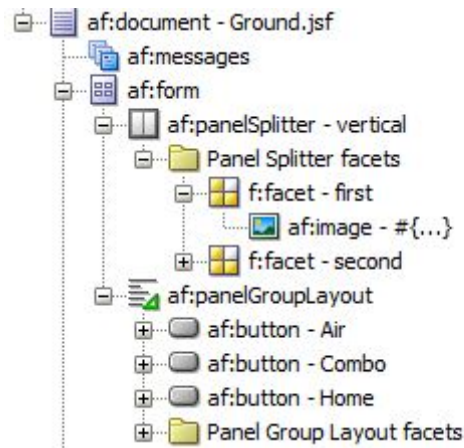 af:document - Ground.jsf
af:messages
af:form
af:panelSplitter - vertical
Panel Splitter facets
f:facet - first
af:image - #{...}
f:facet - second
af:panelGroupLayout
af:button - Air
af:button - Combo
af:button - Home
Panel Group Layout facets